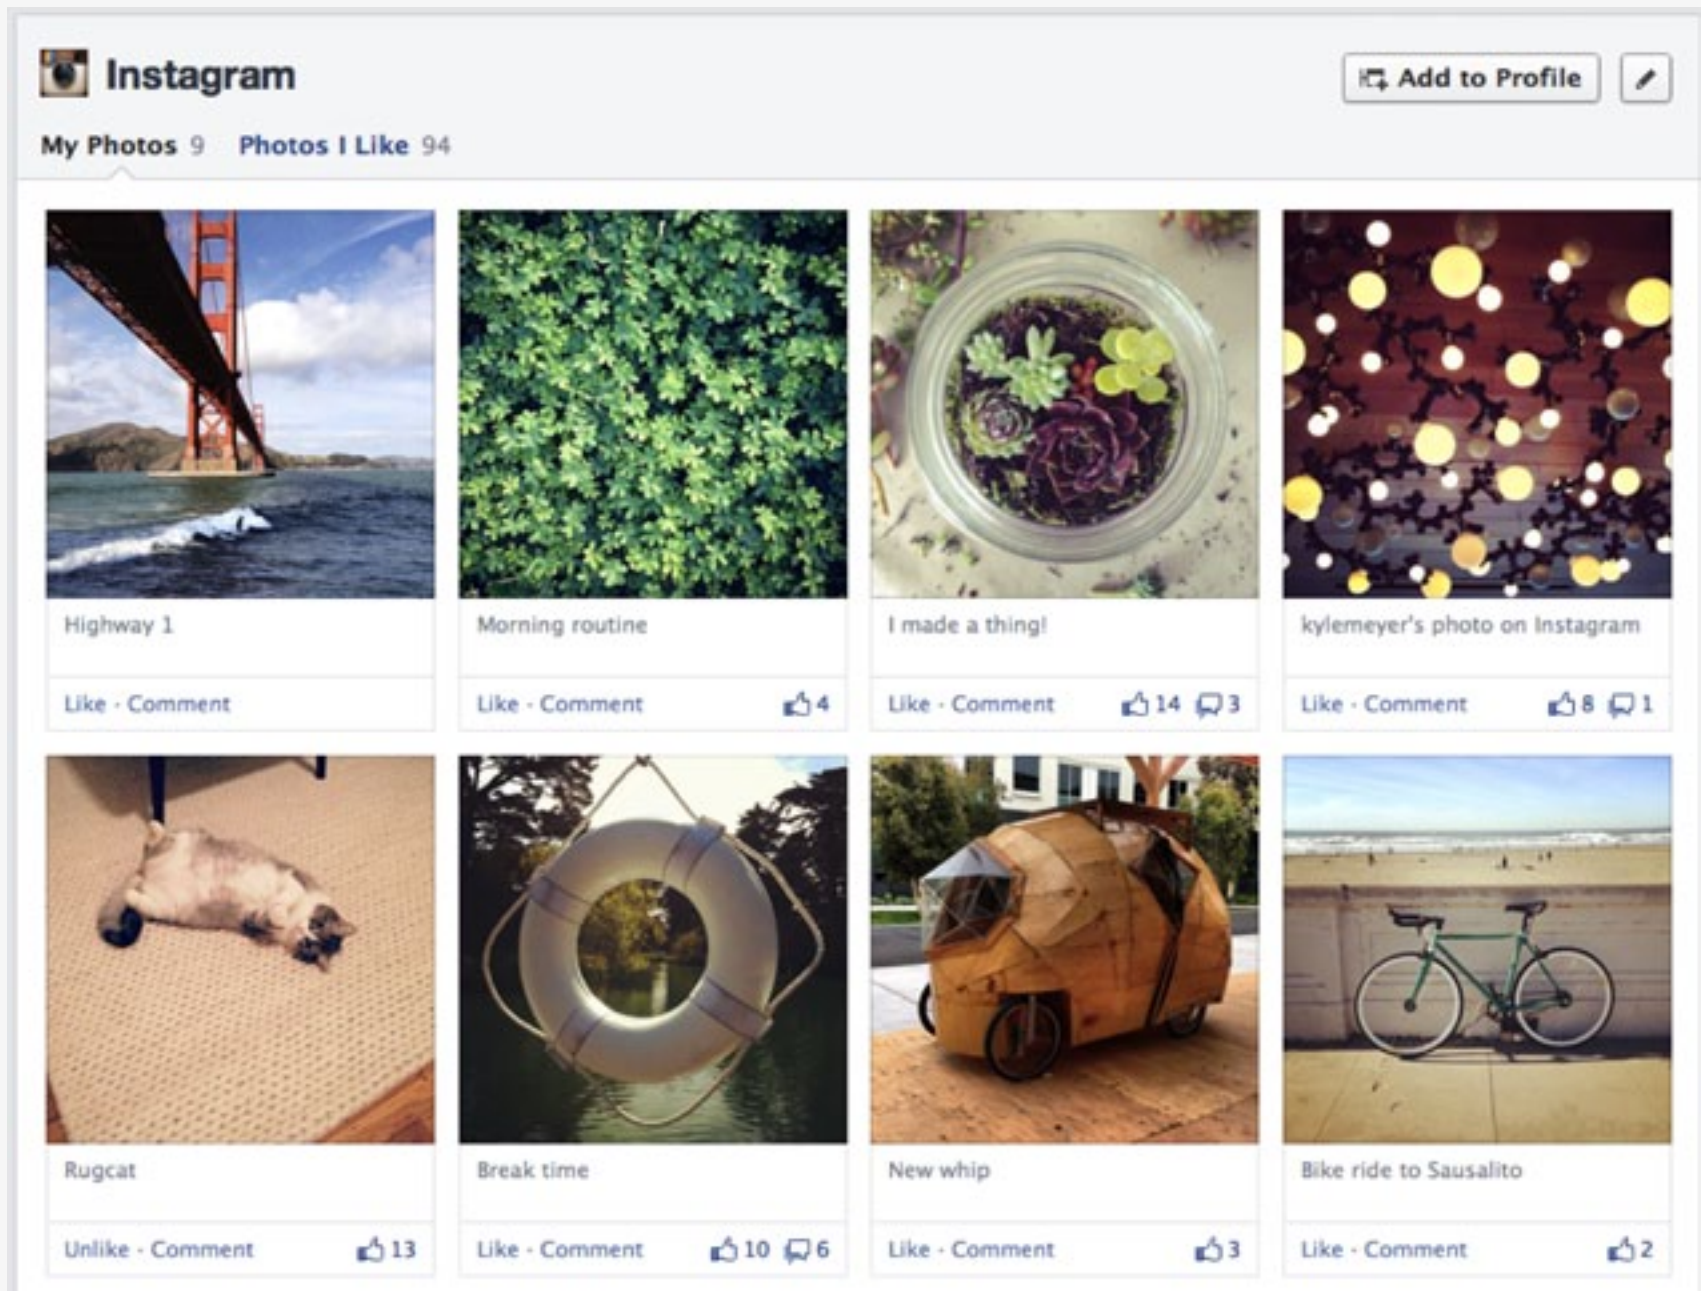 Instagram
Add to Profile
My Photos 9 Photos I Like 94
Highway 1
Like · Comment
Morning routine
Like · Comment 4
I made a thing!
Like · Comment 14 3
kylemeyer's photo on Instagram
Like · Comment 8 1
Rugcat
Unlike · Comment 13
Break time
Like · Comment 10 6
New whip
Like · Comment 3
Bike ride to Sausalito
Like · Comment 2